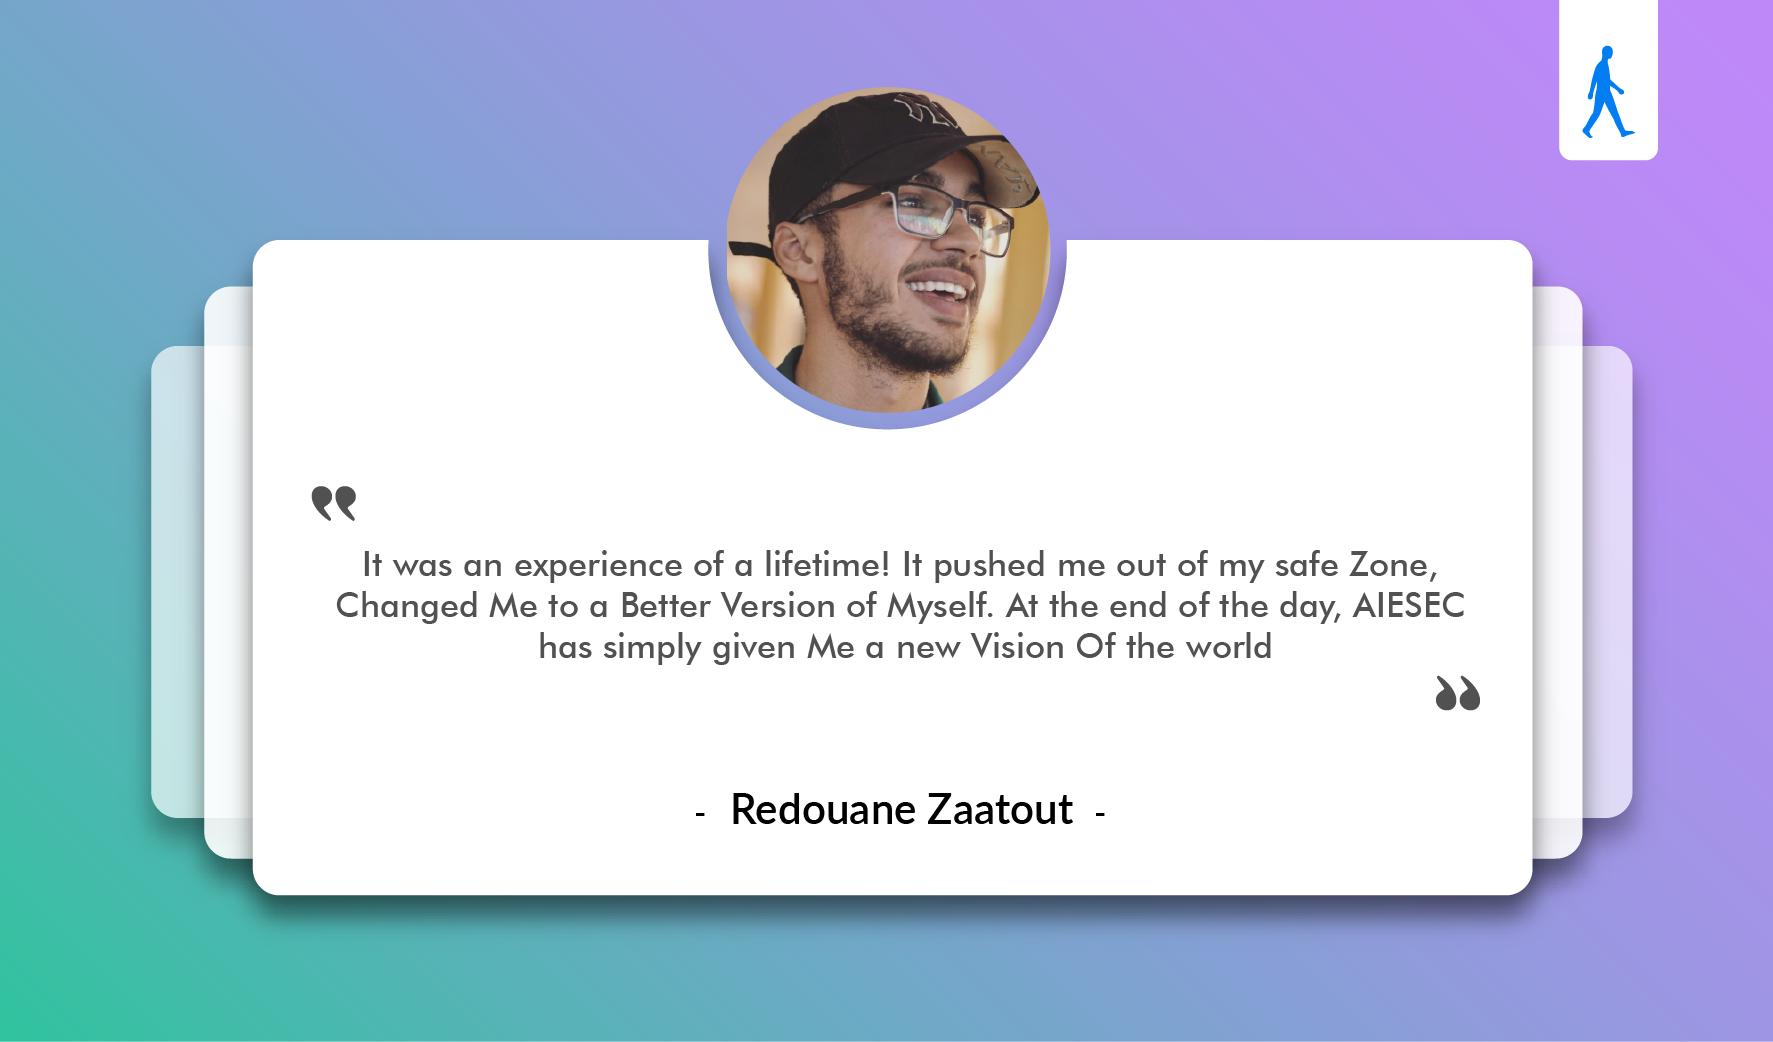 ❞
It was an experience of a lifetime! It pushed me out of my safe Zone,
Changed Me to a Better Version of Myself. At the end of the day, AIESEC
has simply given Me a new Vision Of the world
❝
- Redouane Zaatout -